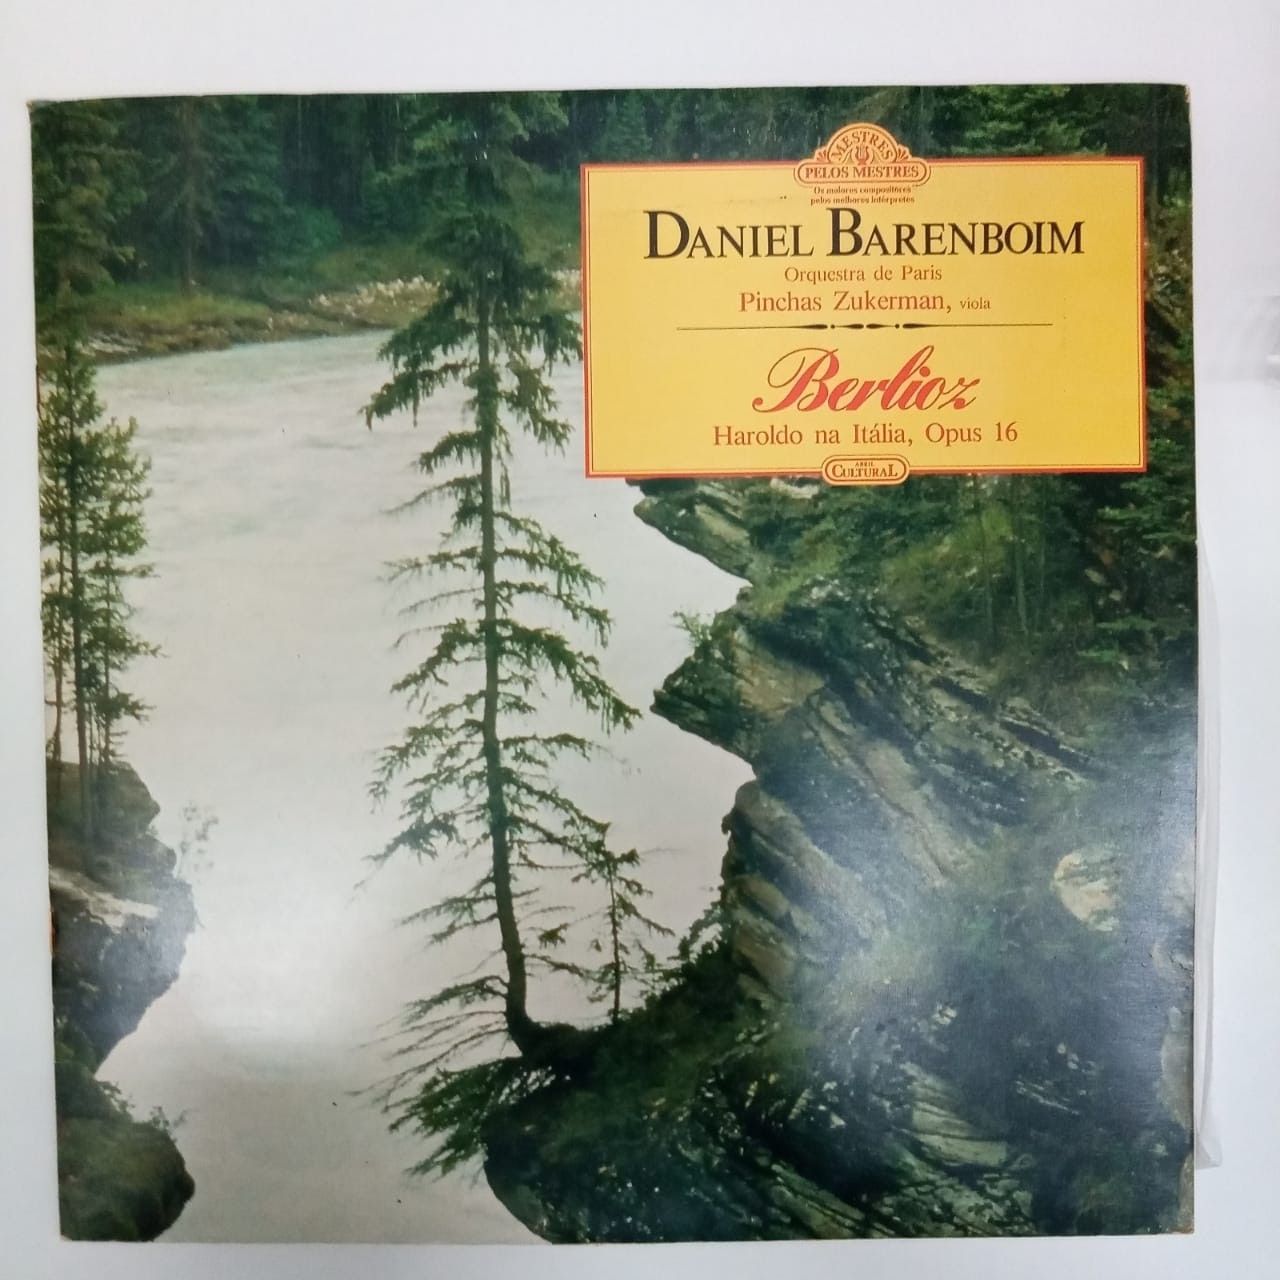 MESTRES
PELOS MESTRES
Os maiores compositores
pelos melhores intérpretes
DANIEL BARENBOIM
Orquestra de Paris
Pinchas Zukerman, viola
Berlioz
Haroldo na Itália, Opus 16
ABRIL
CULTURAL